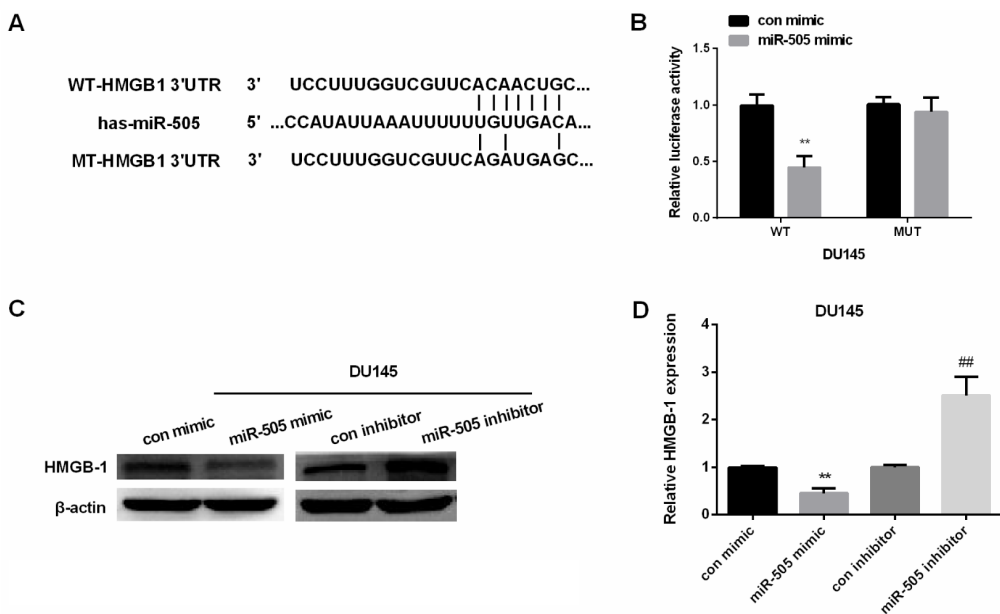 A
WT-HMGB1 3'UTR 3' UCCUUUGGUCGUUCACAACUGC...
has-miR-505 5' ...CCAUAUUAAAUUUUUUGUUGACA...
MT-HMGB1 3'UTR 3' UCCUUUGGUCGUUCAGAUGAGC...
B
con mimic
miR-505 mimic
Relative luciferase activity
1.5
1.0
**
0.5
0.0
WT MUT
DU145
C
DU145
con mimic miR-505 mimic con inhibitor miR-505 inhibitor
HMGB-1
β-actin
D
DU145
Relative HMGB-1 expression
4
3
##
2
1
**
0
con mimic miR-505 mimic con inhibitor miR-505 inhibitor